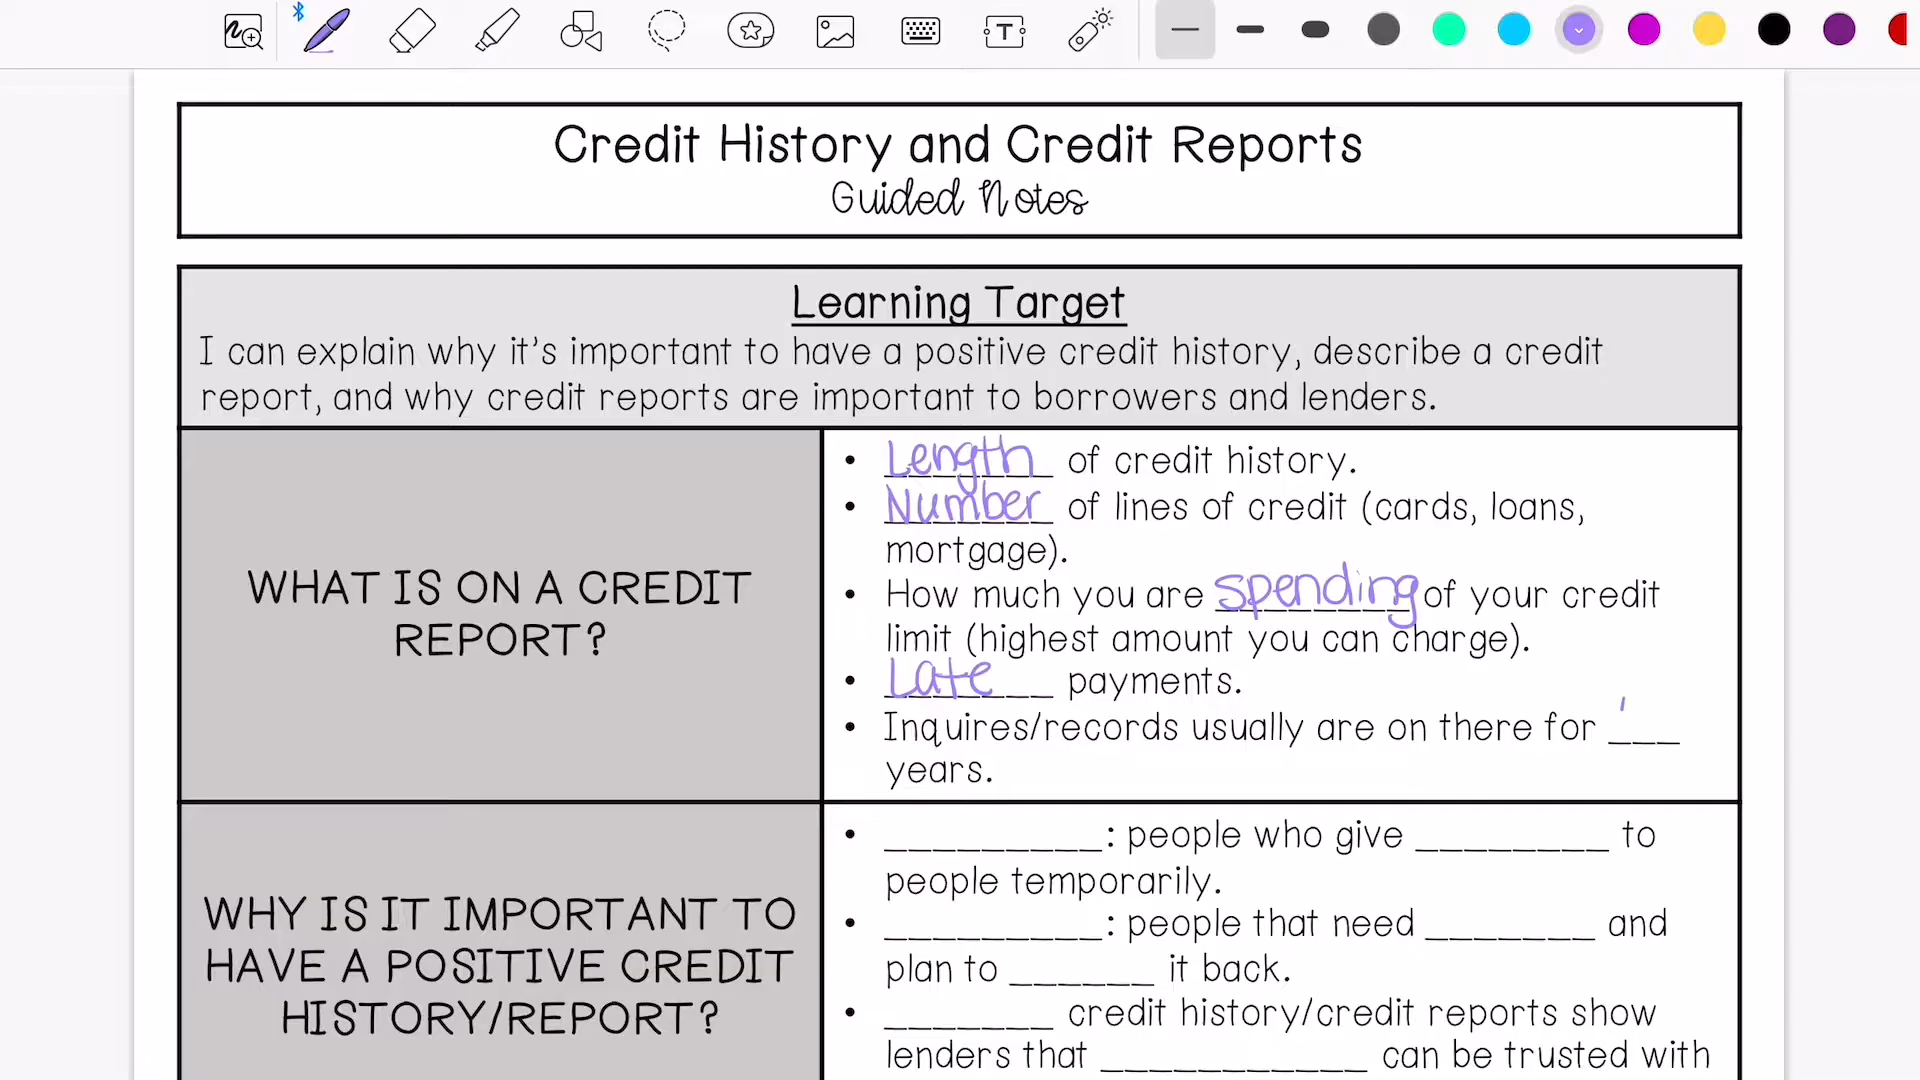 Credit History and Credit Reports
Guided Notes
Learning Target
I can explain why it's important to have a positive credit history, describe a credit
report, and why credit reports are important to borrowers and lenders.
WHAT IS ON A CREDIT
REPORT?
• Length of credit history.
• Number of lines of credit (cards, loans,
mortgage).
• How much you are spending of your credit
limit (highest amount you can charge).
• Late payments.
• Inquires/records usually are on there for ___
years.
WHY IS IT IMPORTANT TO
HAVE A POSITIVE CREDIT
HISTORY/REPORT?
• _________: people who give ________ to
people temporarily.
• _________: people that need _______ and
plan to ______ it back.
• _______ credit history/credit reports show
lenders that ___________ can be trusted with